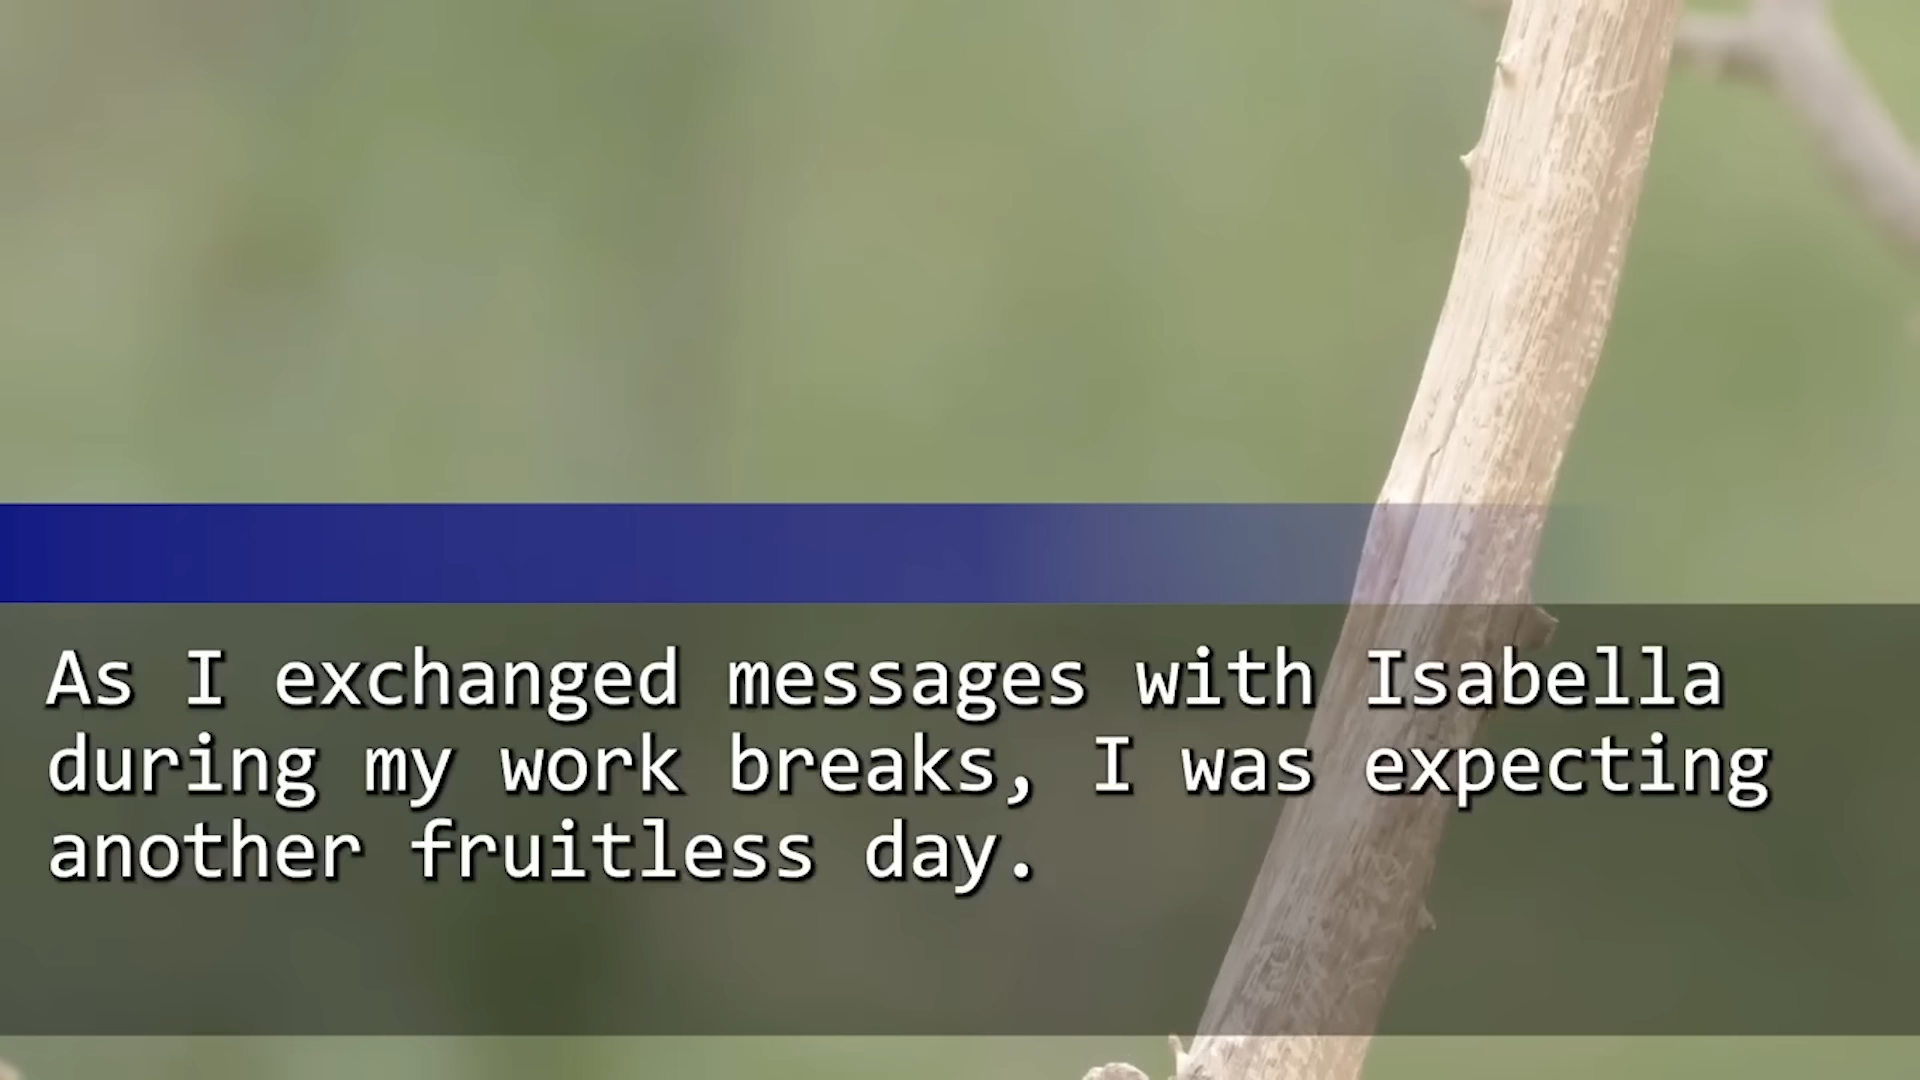 As I exchanged messages with Isabella
during my work breaks, I was expecting
another fruitless day.